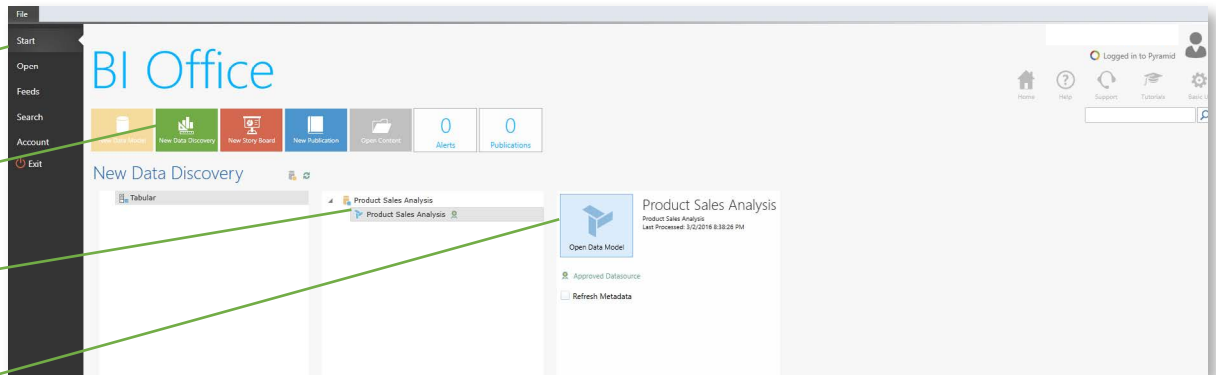 File
Start
Open
Feeds
Search
Account
Exit
BI Office
Logged in to Pyramid
Home
Help
Support
Tutorials
New Data Discovery
New Story Board
New Publication
Open Content
0
Alerts
0
Publications
New Data Discovery
Tabular
Product Sales Analysis
Product Sales Analysis
Open Data Model
Product Sales Analysis
Product Sales Analysis
Last Processed: 3/2/2016 8:38:26 PM
Approved Datasource
Refresh Metadata